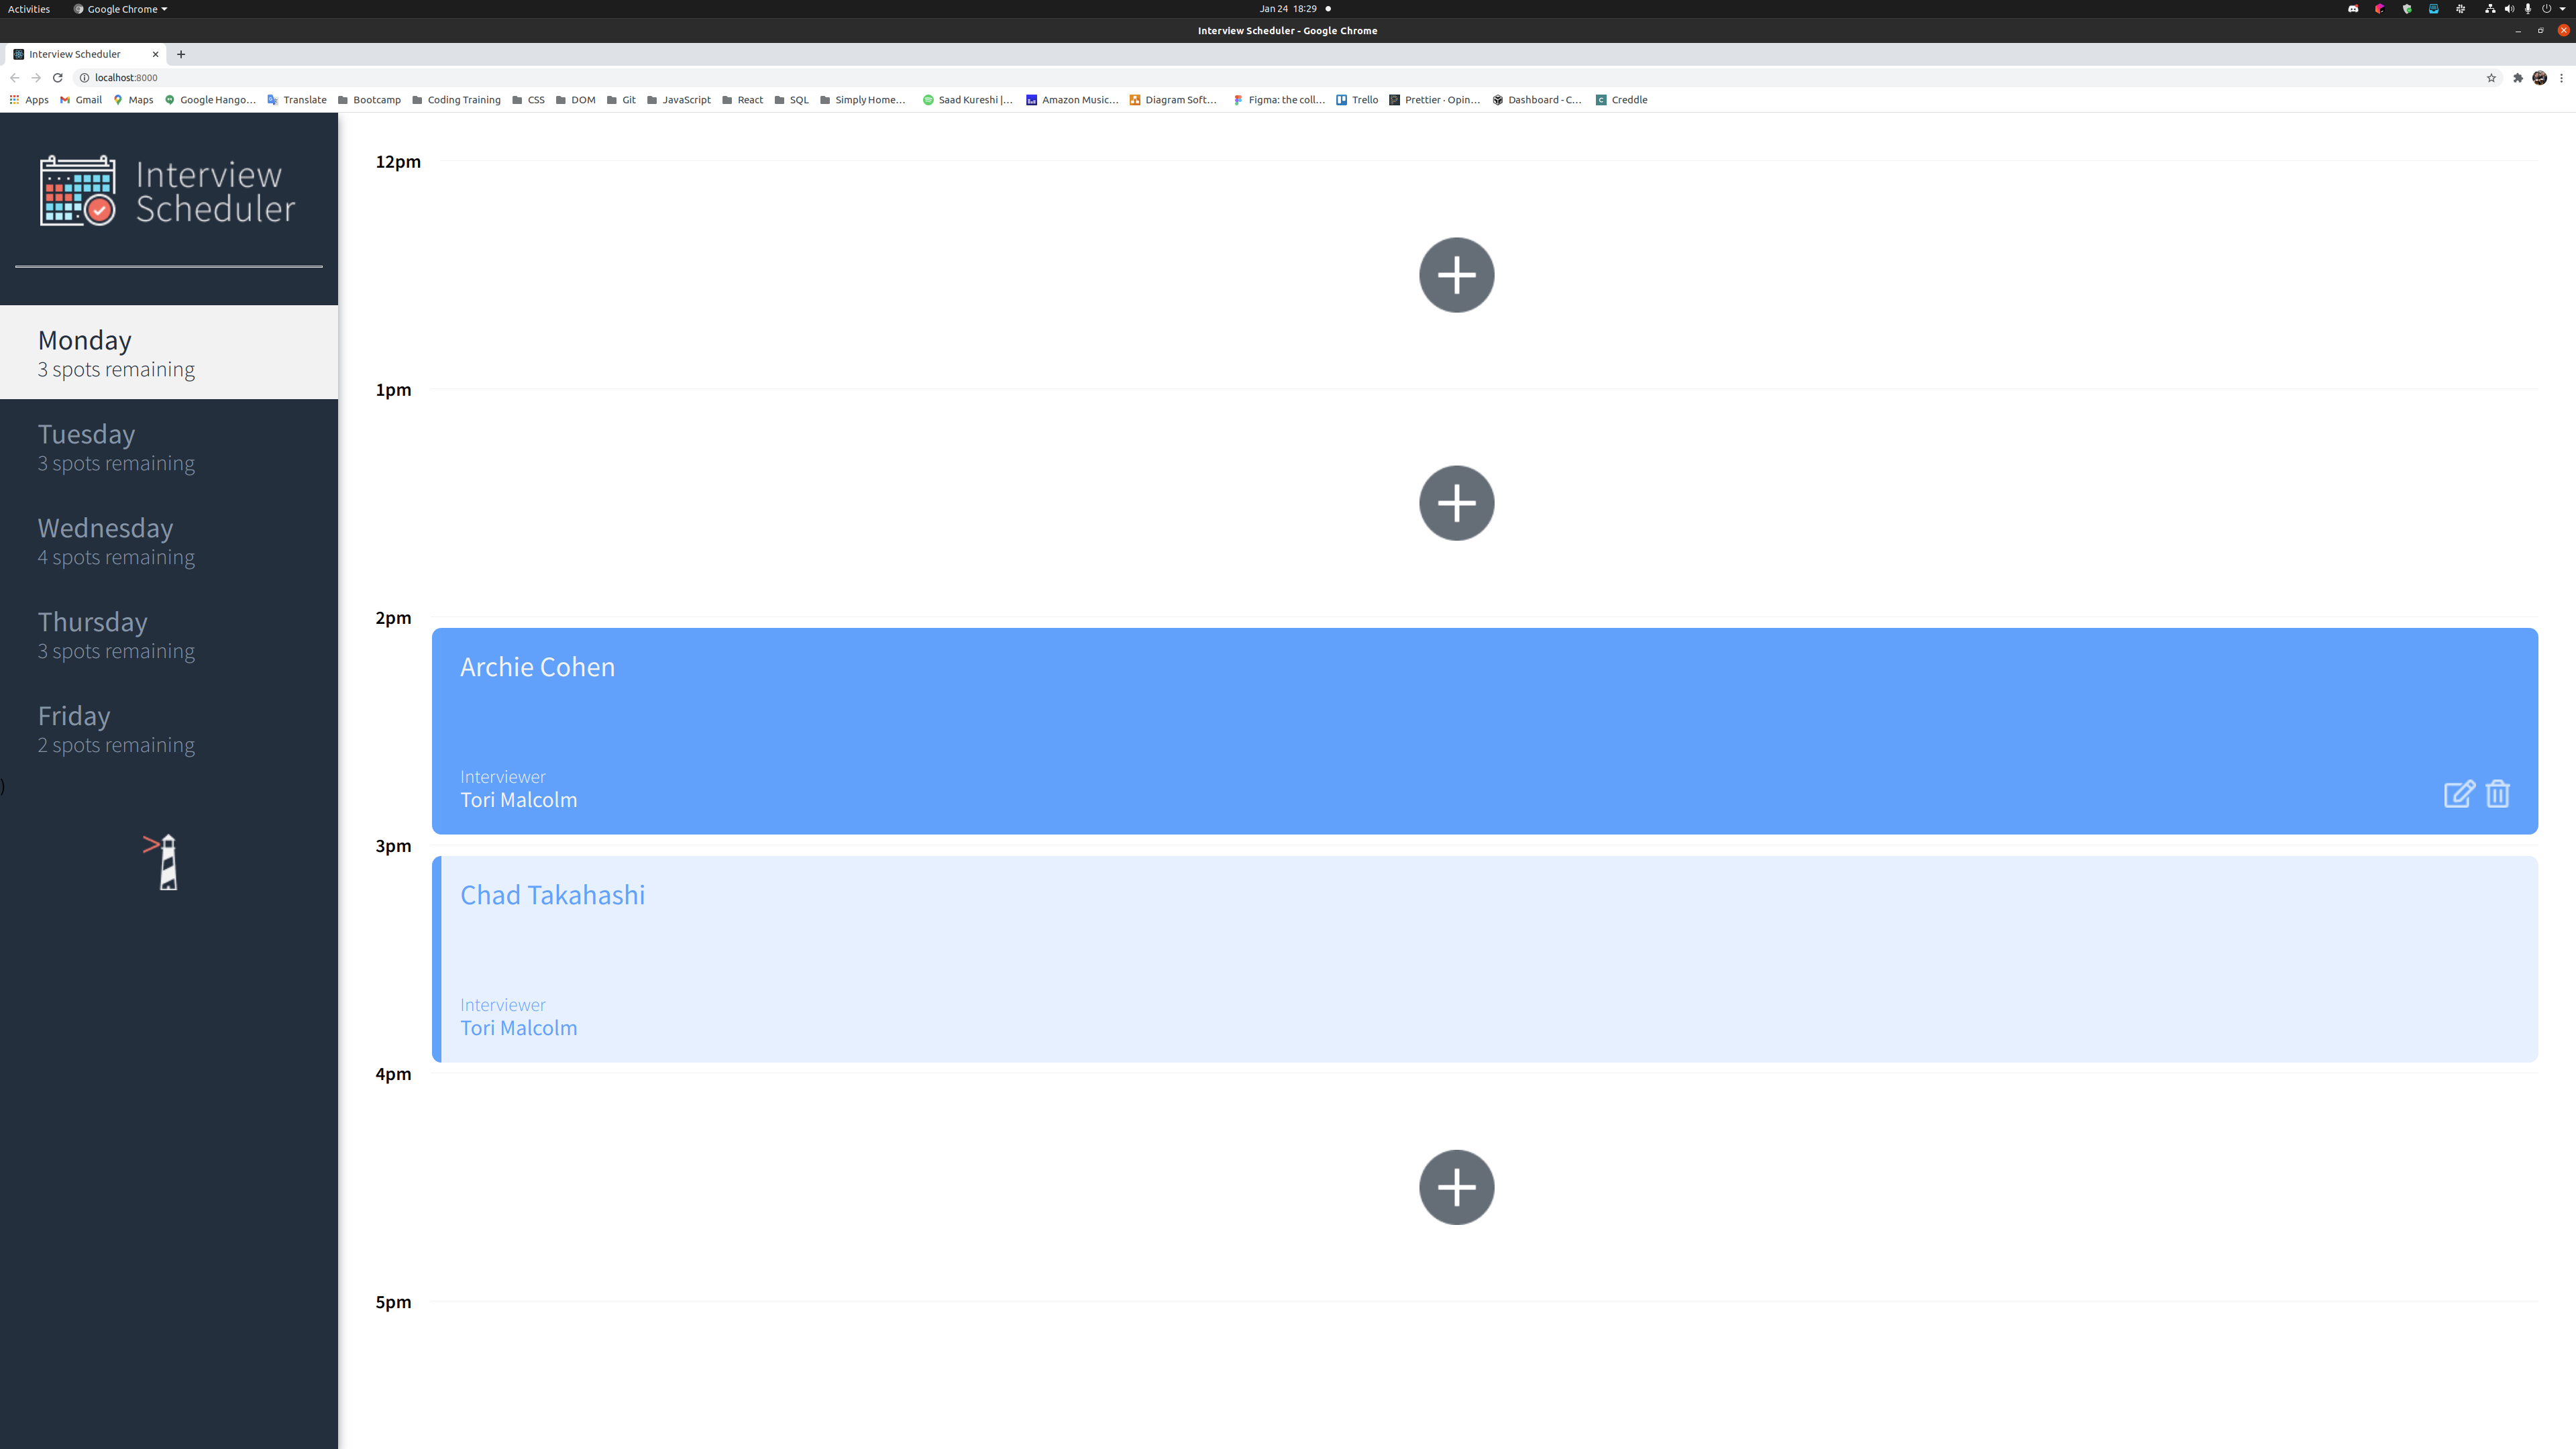 Activities Google Chrome Jan 24 18:29
Interview Scheduler - Google Chrome
Interview Scheduler
localhost:8000
Apps Gmail Maps Google Hango... Translate Bootcamp Coding Training CSS DOM Git JavaScript React SQL Simply Home... Saad Kureshi |... Amazon Music... Diagram Soft... Figma: the coll... Trello Prettier · Opin... Dashboard - C... Creddle
Interview
Scheduler
Monday
3 spots remaining
Tuesday
3 spots remaining
Wednesday
4 spots remaining
Thursday
3 spots remaining
Friday
2 spots remaining
)
12pm
1pm
2pm
Archie Cohen
Interviewer
Tori Malcolm
3pm
Chad Takahashi
Interviewer
Tori Malcolm
4pm
5pm